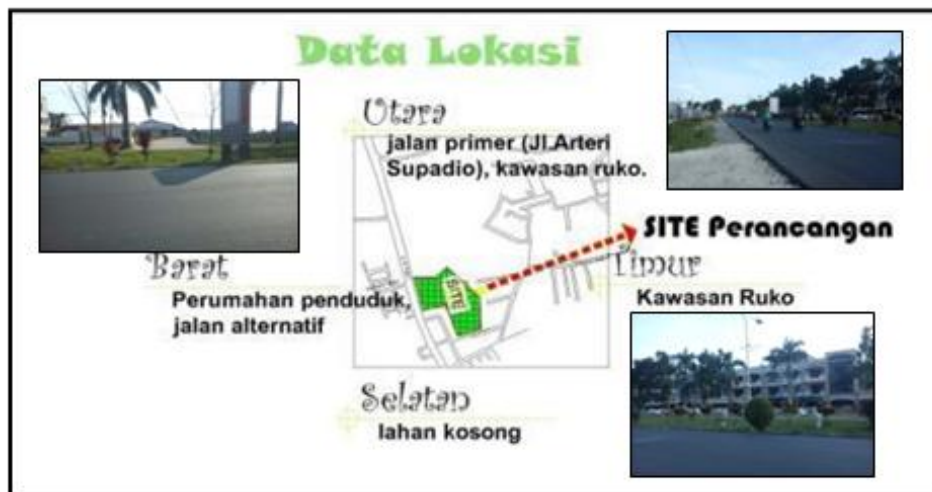 Data Lokasi
Utara
jalan primer (Jl.Arteri
Supadio), kawasan ruko.
SITE Perancangan
Barat
Perumahan penduduk,
jalan alternatif
SITE
Timur
Kawasan Ruko
Selatan
lahan kosong